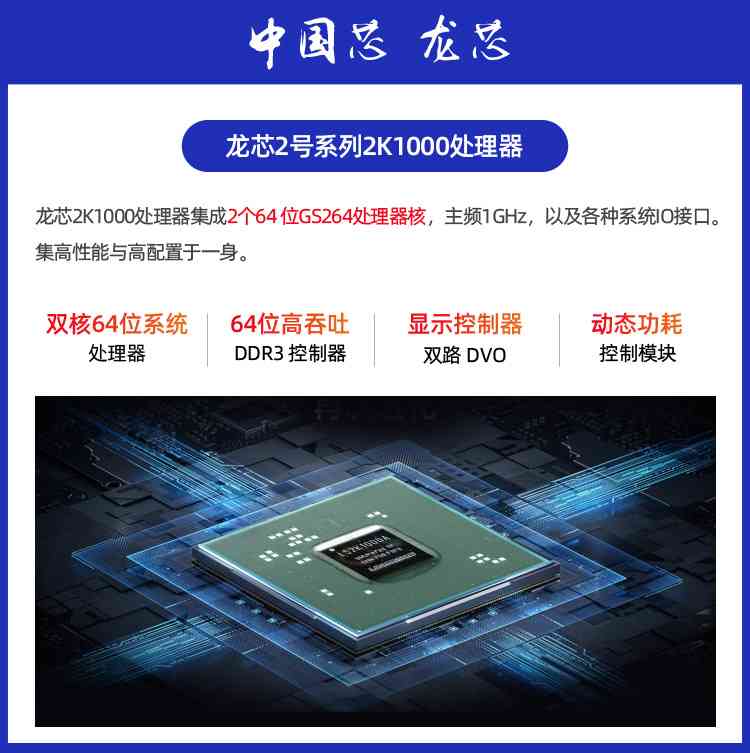 中国芯 龙芯
龙芯2号系列2K1000处理器
龙芯2K1000处理器集成2个64 位GS264处理器核，主频1GHz，以及各种系统IO接口。
集高性能与高配置于一身。
双核64位系统
处理器
64位高吞吐
DDR3 控制器
显示控制器
双路 DVO
动态功耗
控制模块
LS2K1000A